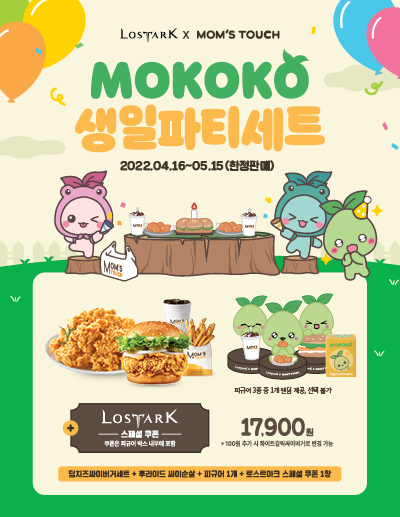 LOSTARK X MOM'S TOUCH
MOKOKO
생일파티세트
2022.04.16~05.15 (한정판매)
MOM'S
TOUCH
MOM'S
MOKOKO
피규어 3종 중 1개 랜덤 제공, 선택 불가
LOSTARK
스페셜 쿠폰
쿠폰은 피규어 박스 내부에 포함
17,900원
* 100원 추가 시 화이트갈릭싸이버거로 변경 가능
딥치즈싸이버거세트 + 후라이드 싸이순살 + 피규어 1개 + 로스트아크 스페셜 쿠폰 1장